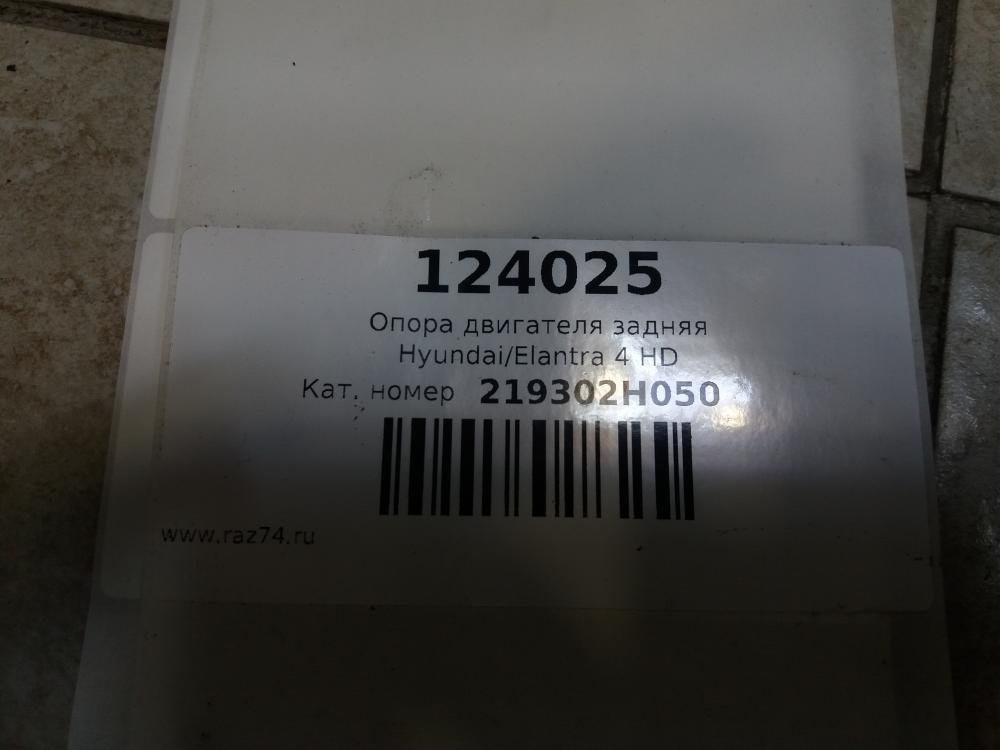 124025
Опора двигателя задняя
Hyundai/Elantra 4 HD
Кат. номер 219302H050
www.raz74.ru